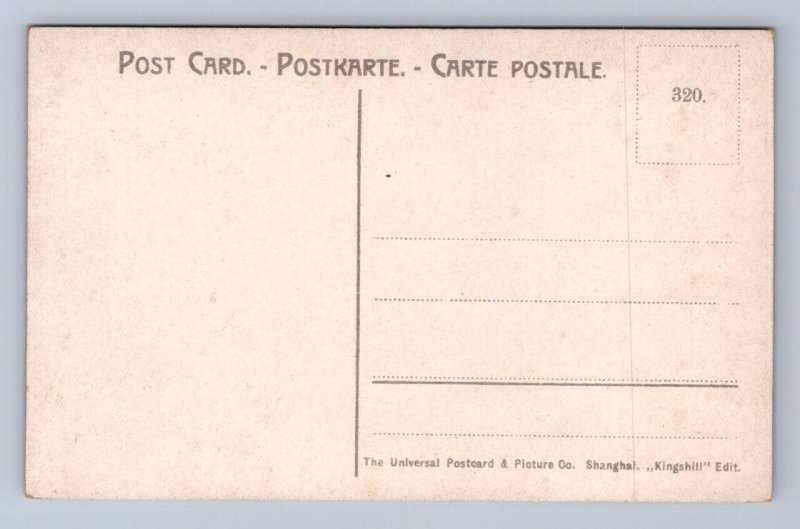 POST CARD. - POSTKARTE. - CARTE POSTALE.
320.
The Universal Postcard & Picture Co. Shanghai. „Kingshill" Edit.